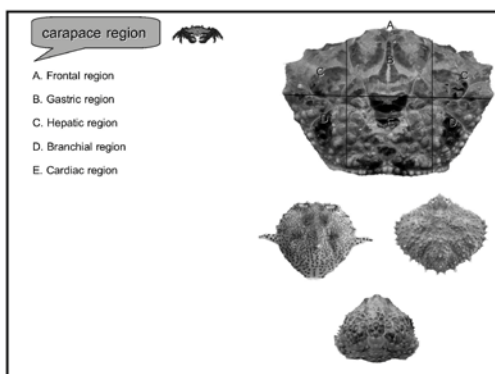 carapace region
A. Frontal region
B. Gastric region
C. Hepatic region
D. Branchial region
E. Cardiac region
A
B
C
C
D
D
E